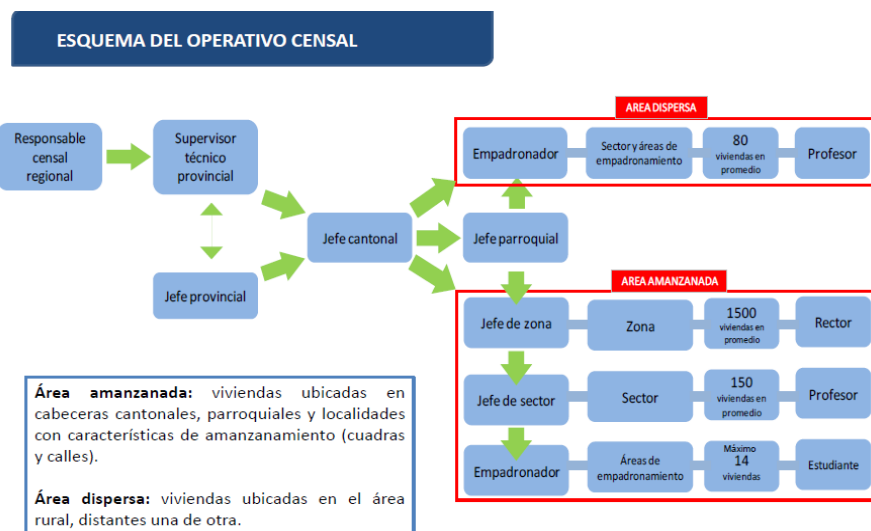 ESQUEMA DEL OPERATIVO CENSAL
Responsable
censal
regional
Supervisor
técnico
provincial
Jefe provincial
Jefe cantonal
Jefe parroquial
AREA DISPERSA
Empadronador
Sector y áreas de
empadronamiento
80
viviendas en
promedio
Profesor
AREA AMANZANADA
Jefe de zona
Zona
1500
viviendas en
promedio
Rector
Jefe de sector
Sector
150
viviendas en
promedio
Profesor
Empadronador
Áreas de
empadronamiento
Máximo
14
viviendas
Estudiante
Área amanzanada: viviendas ubicadas en
cabeceras cantonales, parroquiales y localidades
con características de amanzanamiento (cuadras
y calles).
Área dispersa: viviendas ubicadas en el área
rural, distantes una de otra.